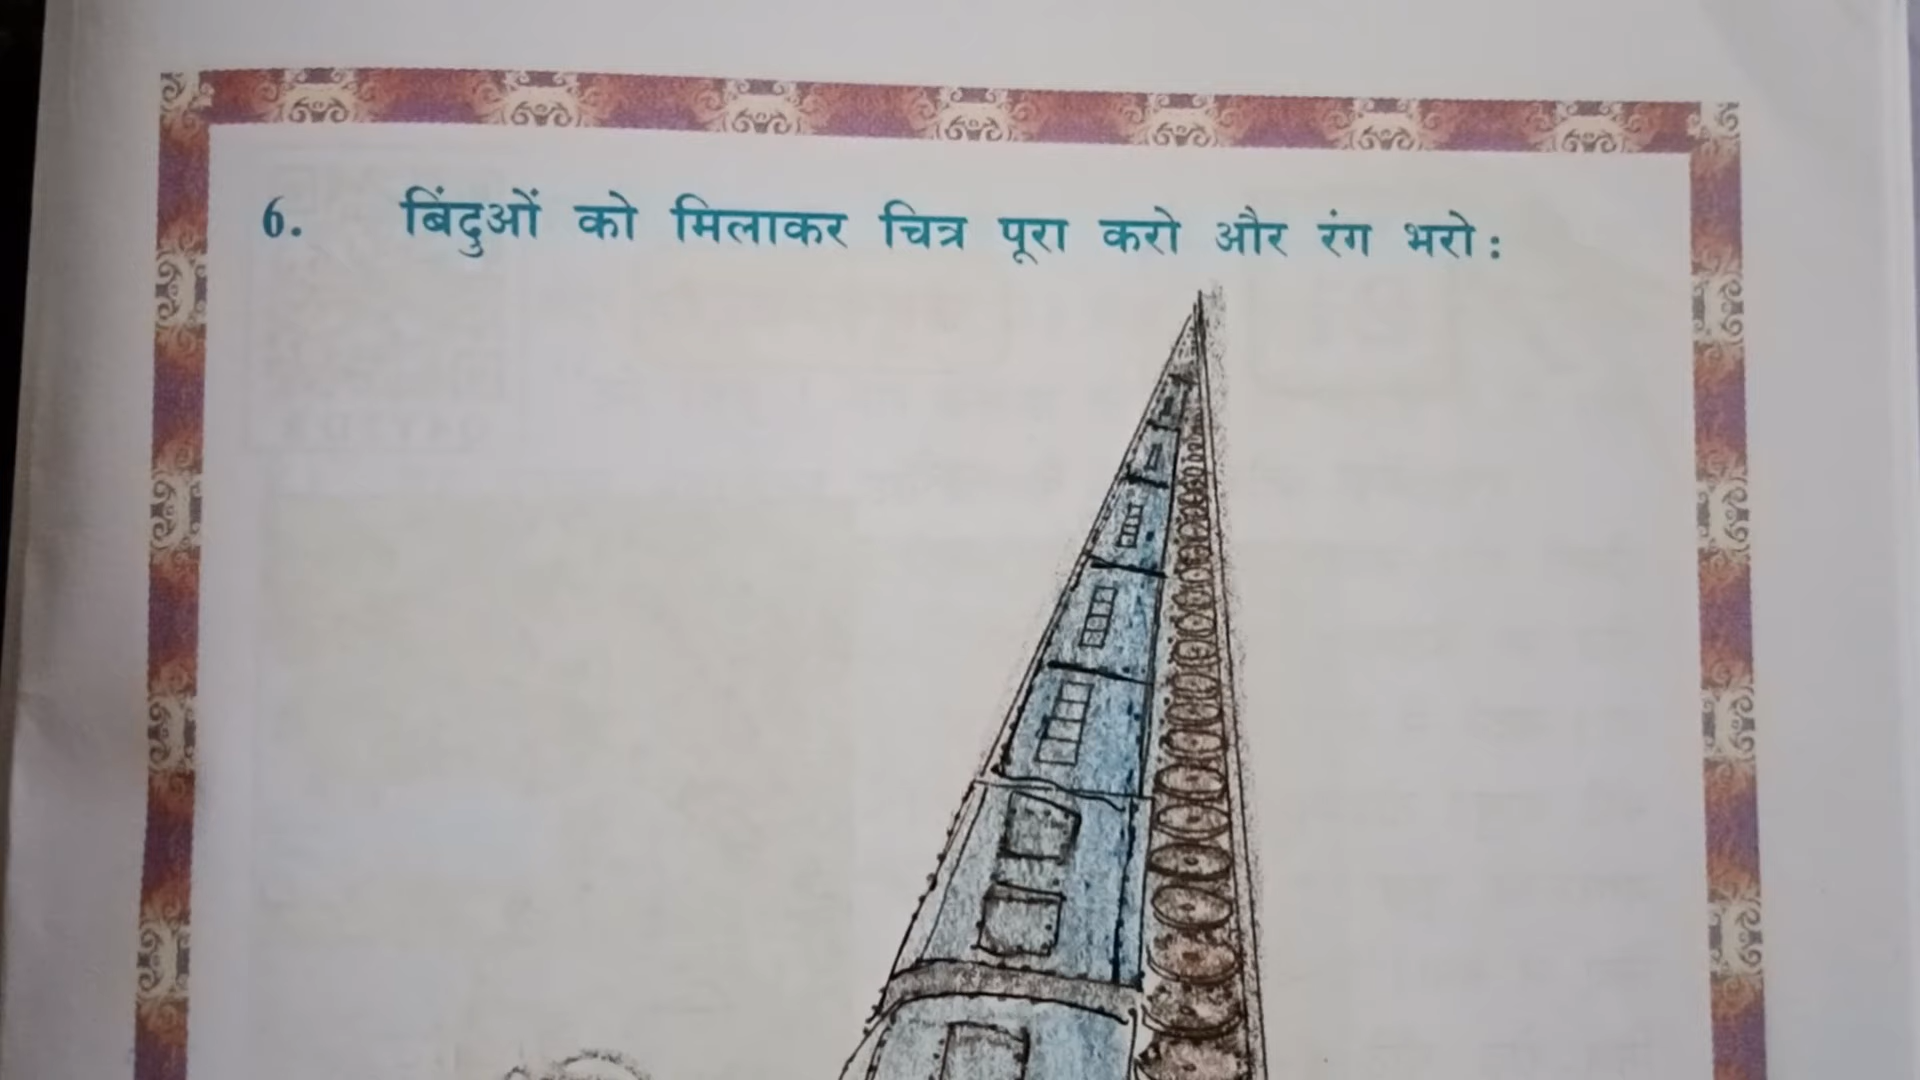 6. बिंदुओं को मिलाकर चित्र पूरा करो और रंग भरो :